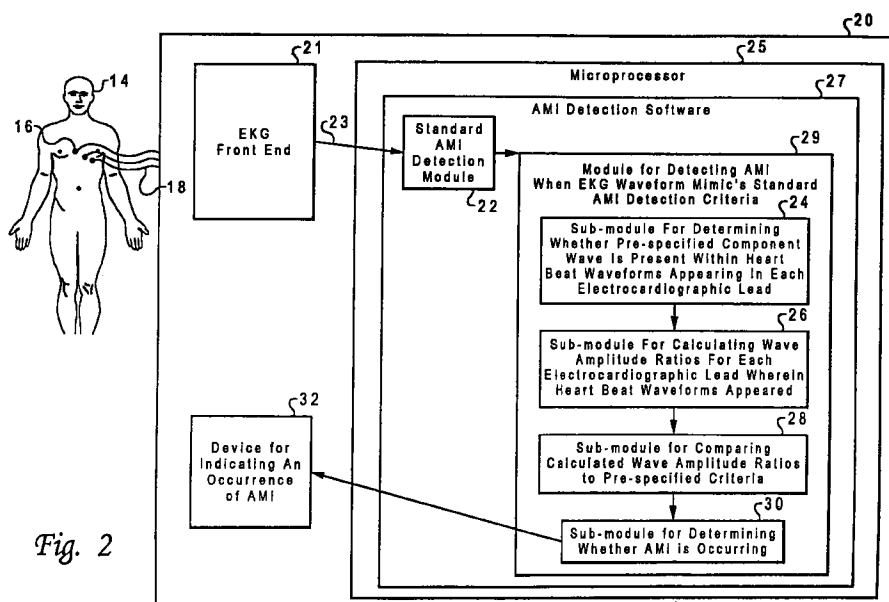 20
21
25
Microprocessor
27
AMI Detection Software
14
16
18
EKG
Front End
23
Standard
AMI
Detection
Module
22
29
Module for Detecting AMI
When EKG Waveform Mimic's Standard
AMI Detection Criteria
24
Sub-module For Determining
Whether Pre-specified Component
Wave Is Present Within Heart
Beat Waveforms Appearing In Each
Electrocardiographic Lead
26
Sub-module For Calculating Wave
Amplitude Ratios For Each
Electrocardiographic Lead Wherein
Heart Beat Waveforms Appeared
28
Sub-module for Comparing
Calculated Wave Amplitude Ratios
to Pre-specified Criteria
30
Sub-module for Determining
Whether AMI is Occurring
32
Device for
Indicating An
Occurrence
of AMI
Fig. 2